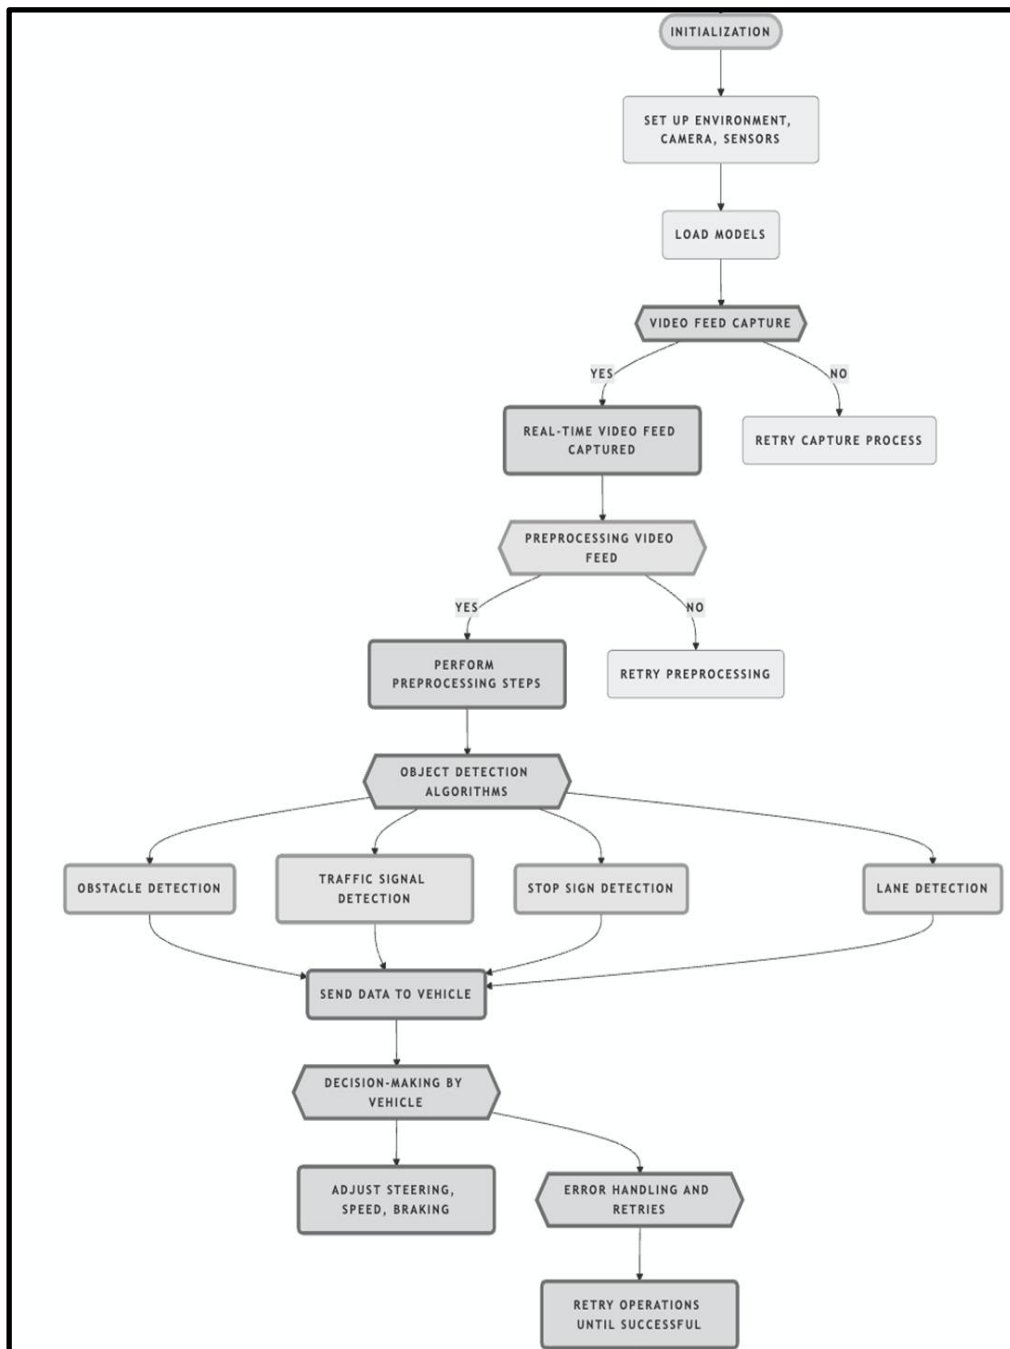 INITIALIZATION
SET UP ENVIRONMENT,
CAMERA, SENSORS
LOAD MODELS
VIDEO FEED CAPTURE
YES
NO
REAL-TIME VIDEO FEED
CAPTURED
RETRY CAPTURE PROCESS
PREPROCESSING VIDEO
FEED
YES
NO
PERFORM
PREPROCESSING STEPS
RETRY PREPROCESSING
OBJECT DETECTION
ALGORITHMS
OBSTACLE DETECTION
TRAFFIC SIGNAL
DETECTION
STOP SIGN DETECTION
LANE DETECTION
SEND DATA TO VEHICLE
DECISION-MAKING BY
VEHICLE
ADJUST STEERING,
SPEED, BRAKING
ERROR HANDLING AND
RETRIES
RETRY OPERATIONS
UNTIL SUCCESSFUL